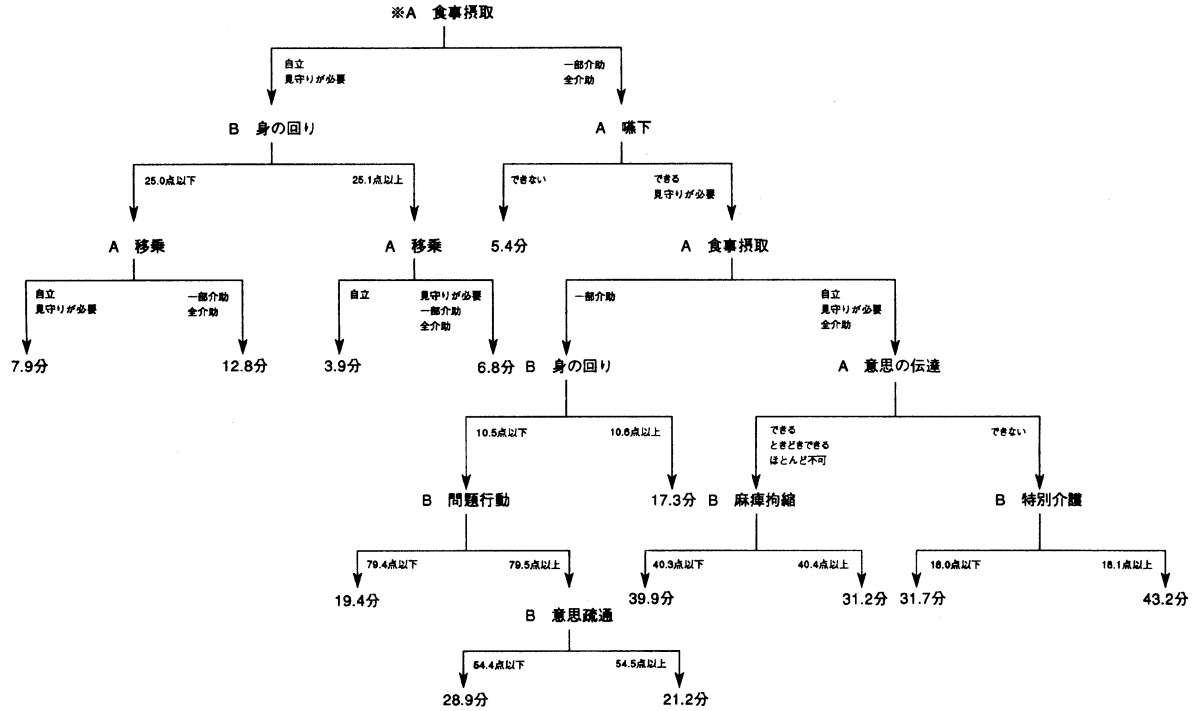 ※A 食事摂取
自立
見守りが必要
一部介助
全介助
B 身の回り
A 嚥下
25.0点以下
25.1点以上
できない
できる
見守りが必要
A 移乗
A 移乗
5.4分
A 食事摂取
自立
見守りが必要
一部介助
全介助
自立
見守りが必要
一部介助
全介助
一部介助
自立
見守りが必要
全介助
7.9分
12.8分
3.9分
6.8分
B 身の回り
A 意思の伝達
10.5点以下
10.6点以上
できる
ときどきできる
ほとんど不可
できない
B 問題行動
17.3分
B 麻痺拘縮
B 特別介護
79.4点以下
79.5点以上
40.3点以下
40.4点以上
18.0点以下
18.1点以上
19.4分
B 意思疏通
39.9分
31.2分
31.7分
43.2分
54.4点以下
54.5点以上
28.9分
21.2分